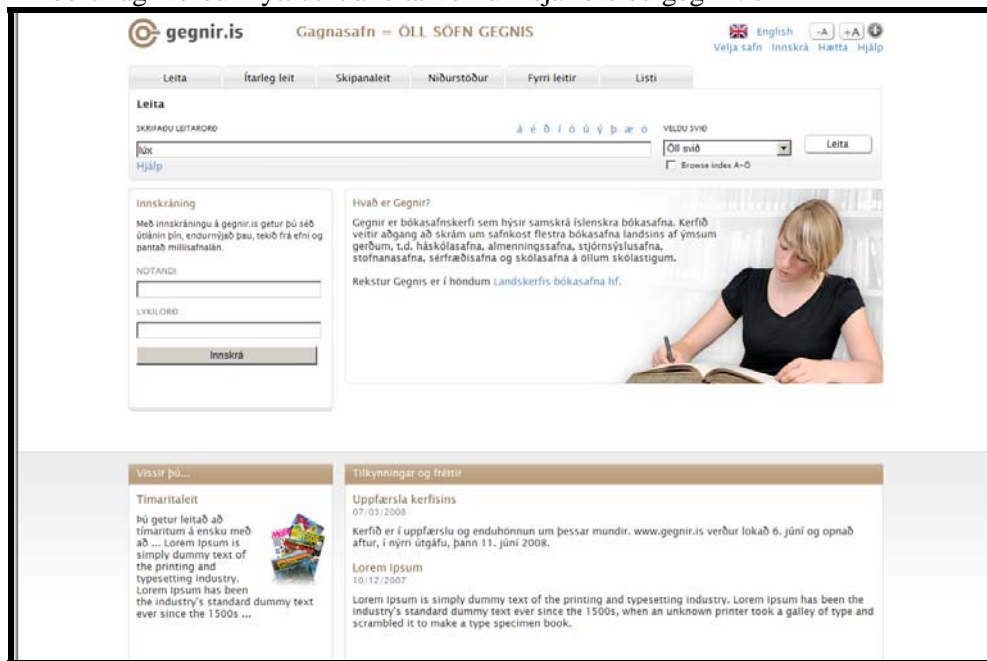 gegnir.is
Gagnasafn – ÖLL SÖFN GEGNIS
English -A +A
Velja safn Innskrá Hætta Hjálp
Leita Ítarleg leit Skipanaleit Niðurstöður Fyrri leitir Listi
Leita
SKRIFAÐU LEITARORÐ
á é ð í ó ú ý þ æ ö
VELDU SVIÐ
lúx
Öll svið
Leita
Hjálp
Browse index A-Ö
Innskráning
Með innskráningu á gegnir.is getur þú séð
útlánin þín, endurnýjað þau, tekið frá efni og
pantað millisafnalán.
NOTANDI
LYKILORÐ
Innskrá
Hvað er Gegnir?
Gegnir er bókasafnskerfi sem hýsir samskrá íslenskra bókasafna. Kerfið
veitir aðgang að skrám um safnkost flestra bókasafna landsins af ýmsum
gerðum, t.d. háskólasafna, almenningssafna, stjórnsýslusafna,
stofnanasafna, sérfræðisafna og skólasafna á öllum skólastigum.
Rekstur Gegnis er í höndum Landskerfis bókasafna hf.
Vissir þú...
Tímaritaleit
Þú getur leitað að
tímaritum á ensku með
að ... Lorem Ipsum is
simply dummy text of
the printing and
typesetting industry.
Lorem Ipsum has been
the industry's standard dummy text
ever since the 1500s ...
Tilkynningar og fréttir
Uppfærsla kerfisins
07/03/2008
Kerfið er í uppfærslu og enduhönnun um þessar mundir. www.gegnir.is verður lokað 6. júní og opnað
aftur, í nýrri útgáfu, þann 11. júní 2008.
Lorem Ipsum
10/12/2007
Lorem Ipsum is simply dummy text of the printing and typesetting industry. Lorem Ipsum has been the
industry's standard dummy text ever since the 1500s, when an unknown printer took a galley of type and
scrambled it to make a type specimen book.